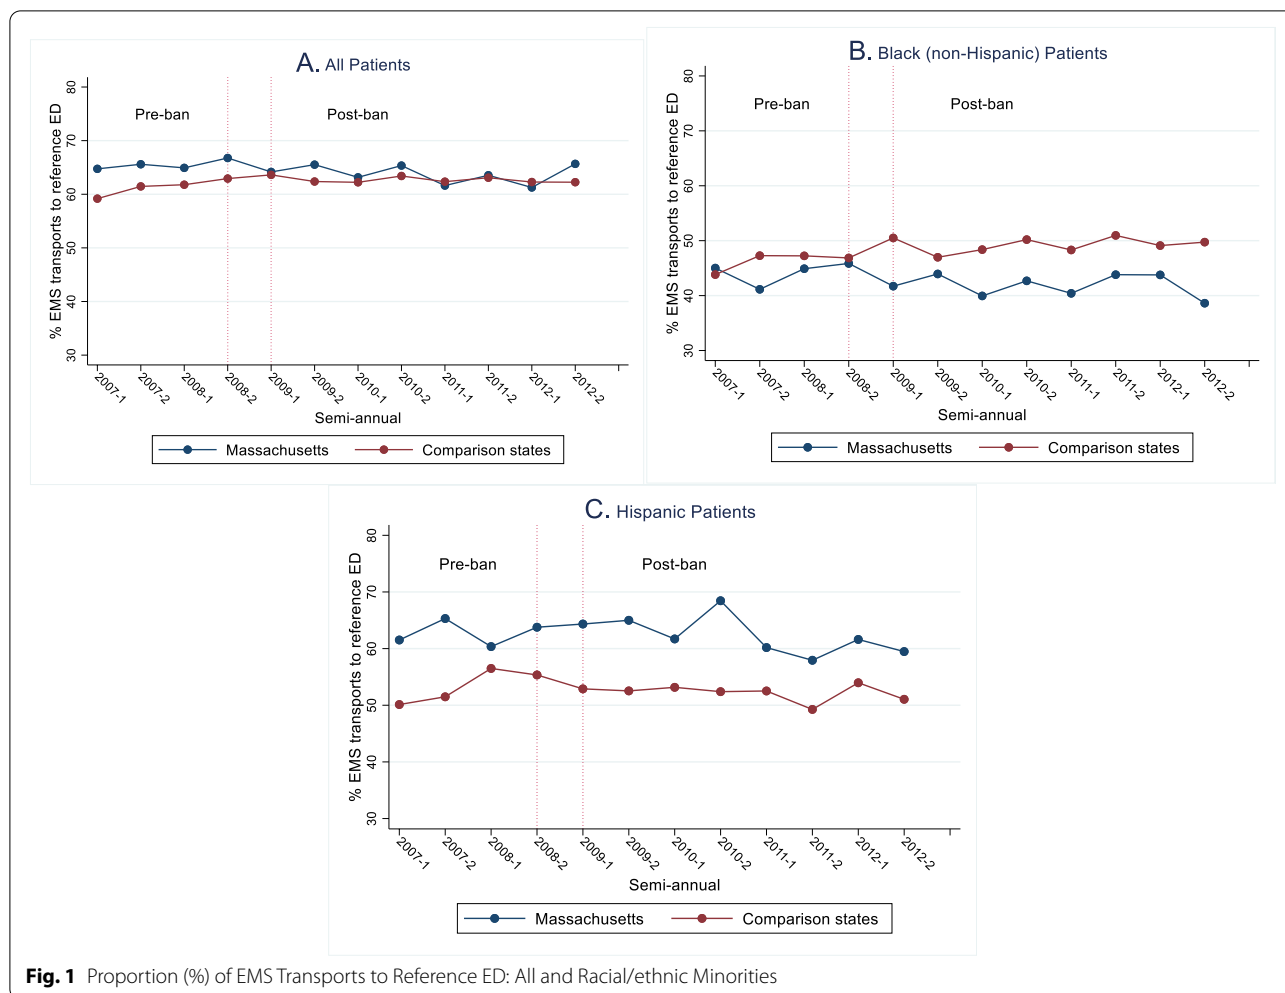 A. All Patients
% EMS transports to reference ED
80
70
60
50
40
30
Pre-ban
Post-ban
2007-1
2007-2
2008-1
2008-2
2009-1
2009-2
2010-1
2010-2
2011-1
2011-2
2012-1
2012-2
Semi-annual
Massachusetts
Comparison states
B. Black (non-Hispanic) Patients
% EMS transports to reference ED
80
70
60
50
40
30
Pre-ban
Post-ban
2007-1
2007-2
2008-1
2008-2
2009-1
2009-2
2010-1
2010-2
2011-1
2011-2
2012-1
2012-2
Semi-annual
Massachusetts
Comparison states
C. Hispanic Patients
% EMS transports to reference ED
80
70
60
50
40
30
Pre-ban
Post-ban
2007-1
2007-2
2008-1
2008-2
2009-1
2009-2
2010-1
2010-2
2011-1
2011-2
2012-1
2012-2
Semi-annual
Massachusetts
Comparison states
Fig. 1 Proportion (%) of EMS Transports to Reference ED: All and Racial/ethnic Minorities